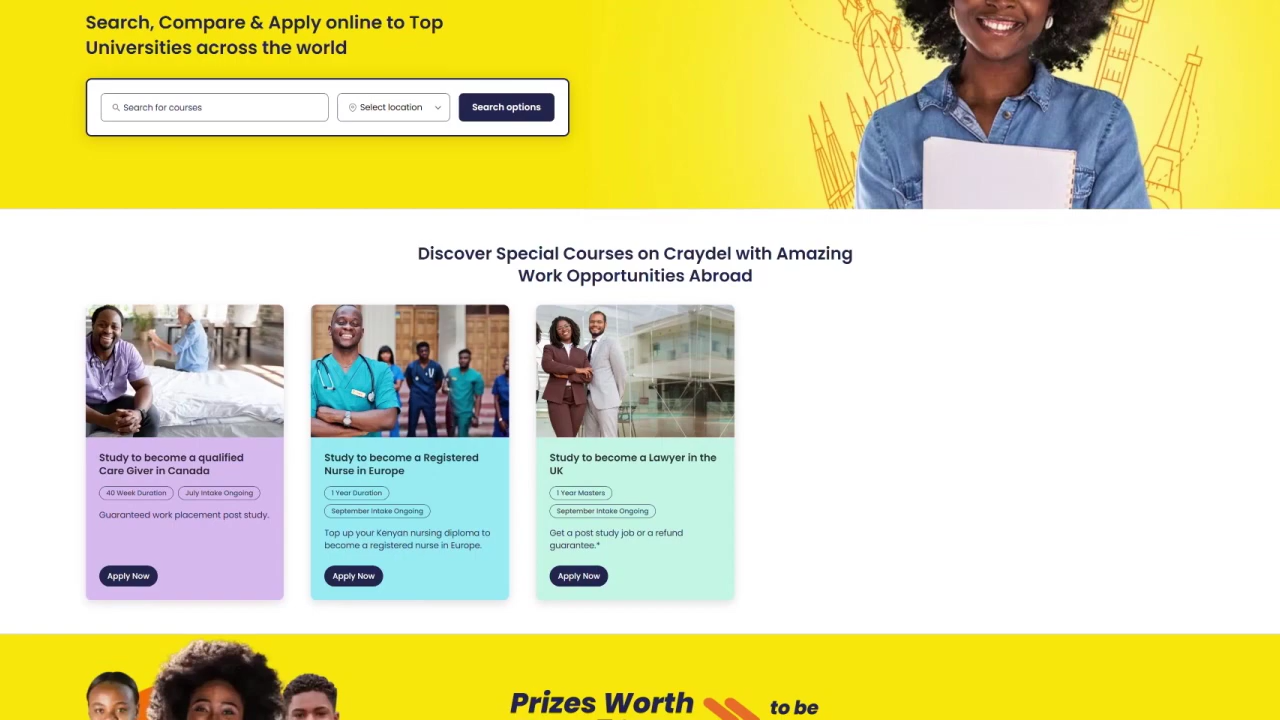 Search, Compare & Apply online to Top
Universities across the world
Search for courses
Select location
Search options
Discover Special Courses on Craydel with Amazing
Work Opportunities Abroad
Study to become a qualified
Care Giver in Canada
40 Week Duration
July Intake Ongoing
Guaranteed work placement post study.
Apply Now
Study to become a Registered
Nurse in Europe
1 Year Duration
September Intake Ongoing
Top up your Kenyan nursing diploma to
become a registered nurse in Europe.
Apply Now
Study to become a Lawyer in the
UK
1 Year Masters
September Intake Ongoing
Get a post study job or a refund
guarantee.*
Apply Now
Prizes Worth
to be